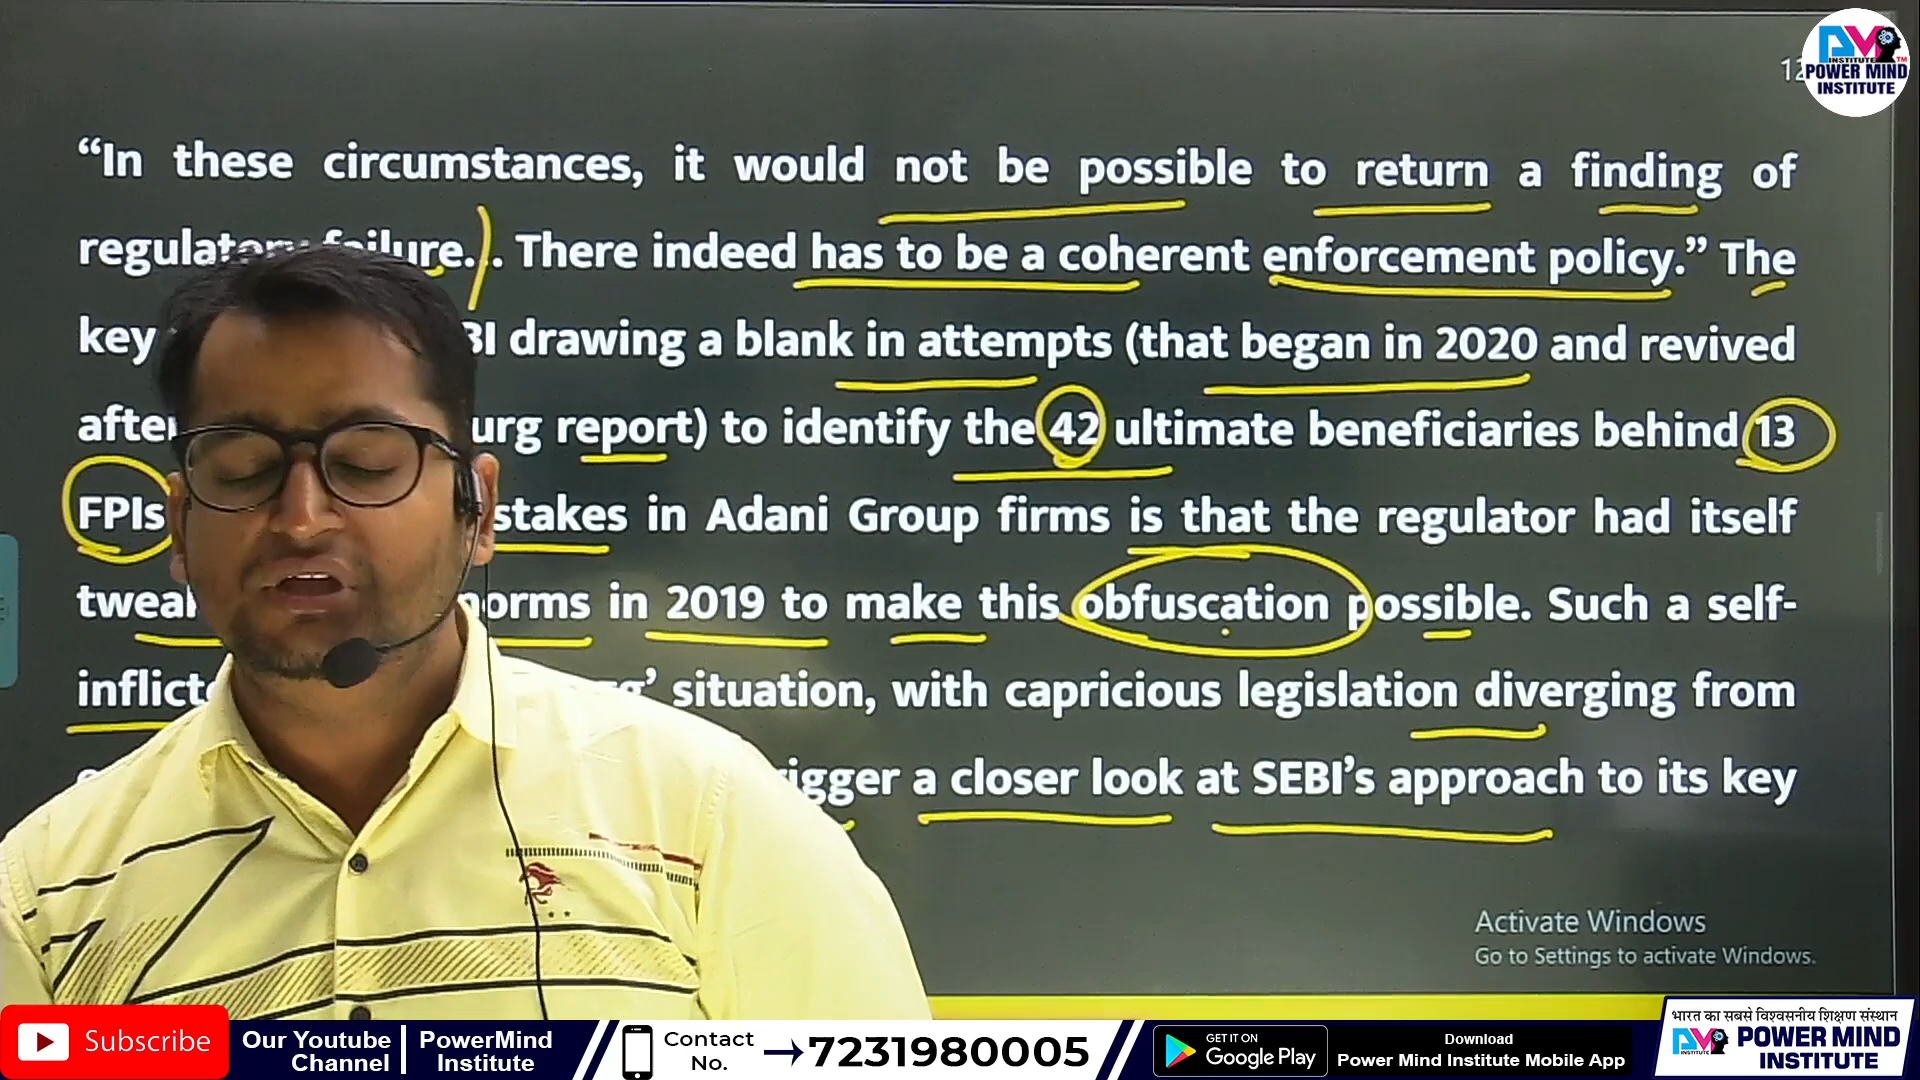 12
POWER MIND
INSTITUTE
“In these circumstances, it would not be possible to return a finding of
regulatory failure... There indeed has to be a coherent enforcement policy.” The
key drawing a blank in attempts (that began in 2020 and revived
report) to identify the 42 ultimate beneficiaries behind 13
FPIs stakes in Adani Group firms is that the regulator had itself
norms in 2019 to make this obfuscation possible. Such a self-
situation, with capricious legislation diverging from
a closer look at SEBI’s approach to its key
Activate Windows
Go to Settings to activate Windows.
Subscribe
Our Youtube
Channel
PowerMind
Institute
Contact
No.
7231980005
GET IT ON
Google Play
Download
Power Mind Institute Mobile App
भारत का सबसे विश्वसनीय शिक्षण संस्थान
POWER MIND
INSTITUTE